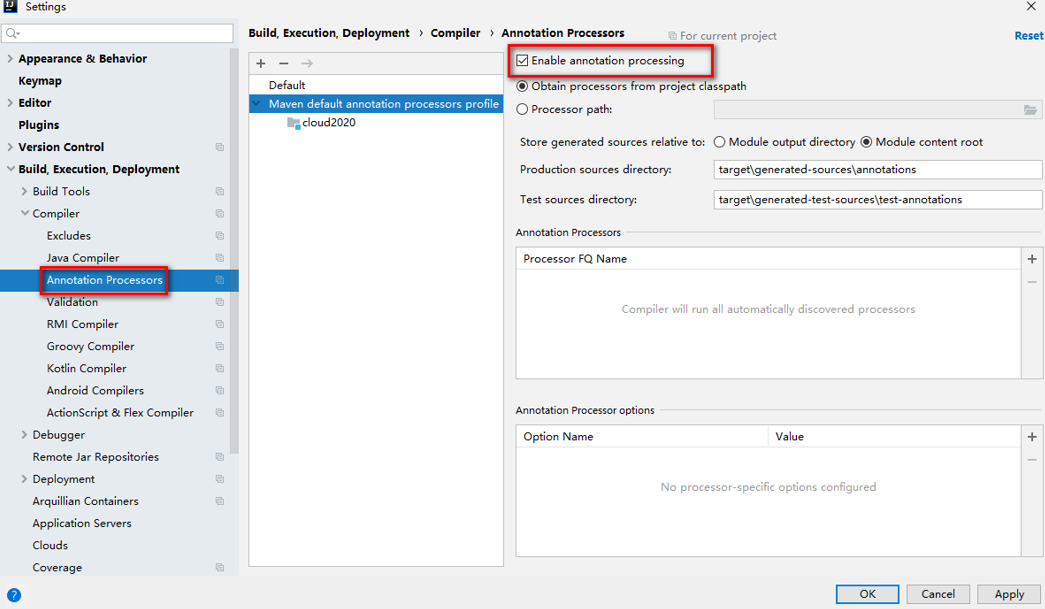 Settings
Appearance & Behavior
Keymap
Editor
Plugins
Version Control
Build, Execution, Deployment
Build Tools
Compiler
Excludes
Java Compiler
Annotation Processors
Validation
RMI Compiler
Groovy Compiler
Kotlin Compiler
Android Compilers
ActionScript & Flex Compiler
Debugger
Remote Jar Repositories
Deployment
Arquillian Containers
Application Servers
Clouds
Coverage
Build, Execution, Deployment › Compiler › Annotation Processors For current project Reset
Default
Maven default annotation processors profile
cloud2020
Enable annotation processing
Obtain processors from project classpath
Processor path:
Store generated sources relative to: Module output directory Module content root
Production sources directory: target\generated-sources\annotations
Test sources directory: target\generated-test-sources\test-annotations
Annotation Processors
Processor FQ Name
Compiler will run all automatically discovered processors
Annotation Processor options
Option Name Value
No processor-specific options configured
? OK Cancel Apply